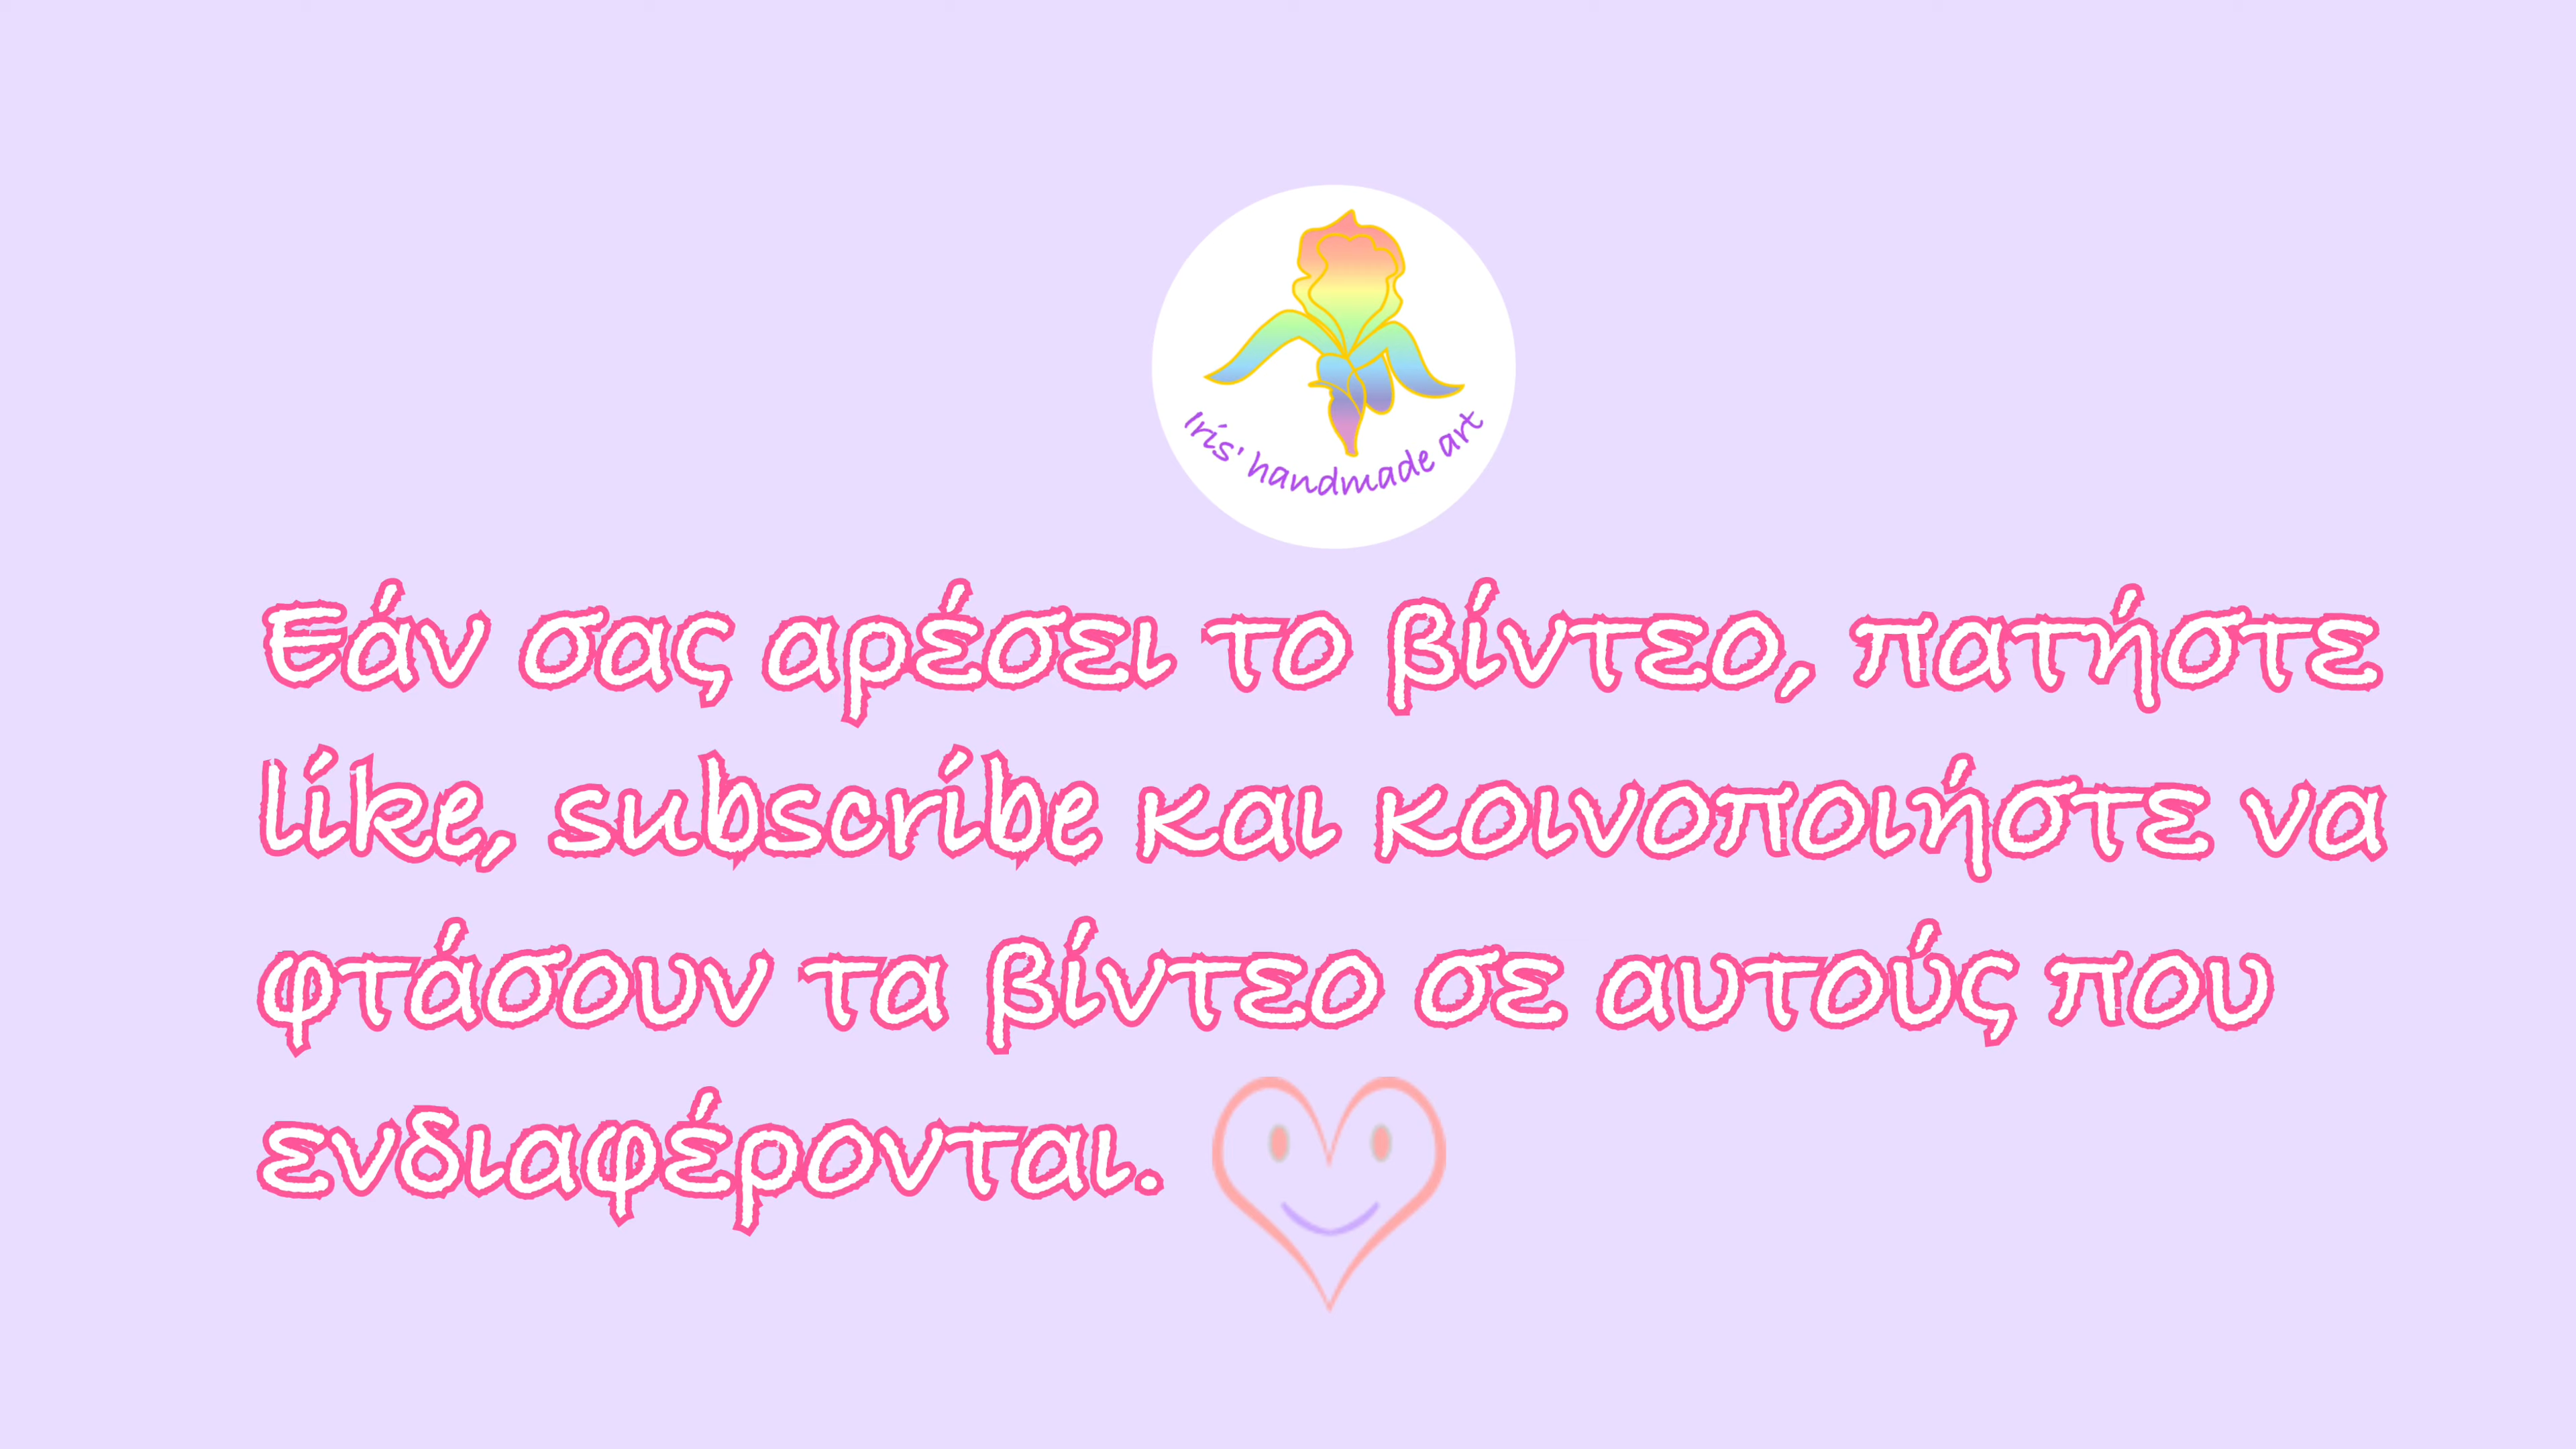 Iris' handmade art
Εάν σας αρέσει το βίντεο, πατήστε
like, subscribe και κοινοποιήστε να
φτάσουν τα βίντεο σε αυτούς που
ενδιαφέρονται.